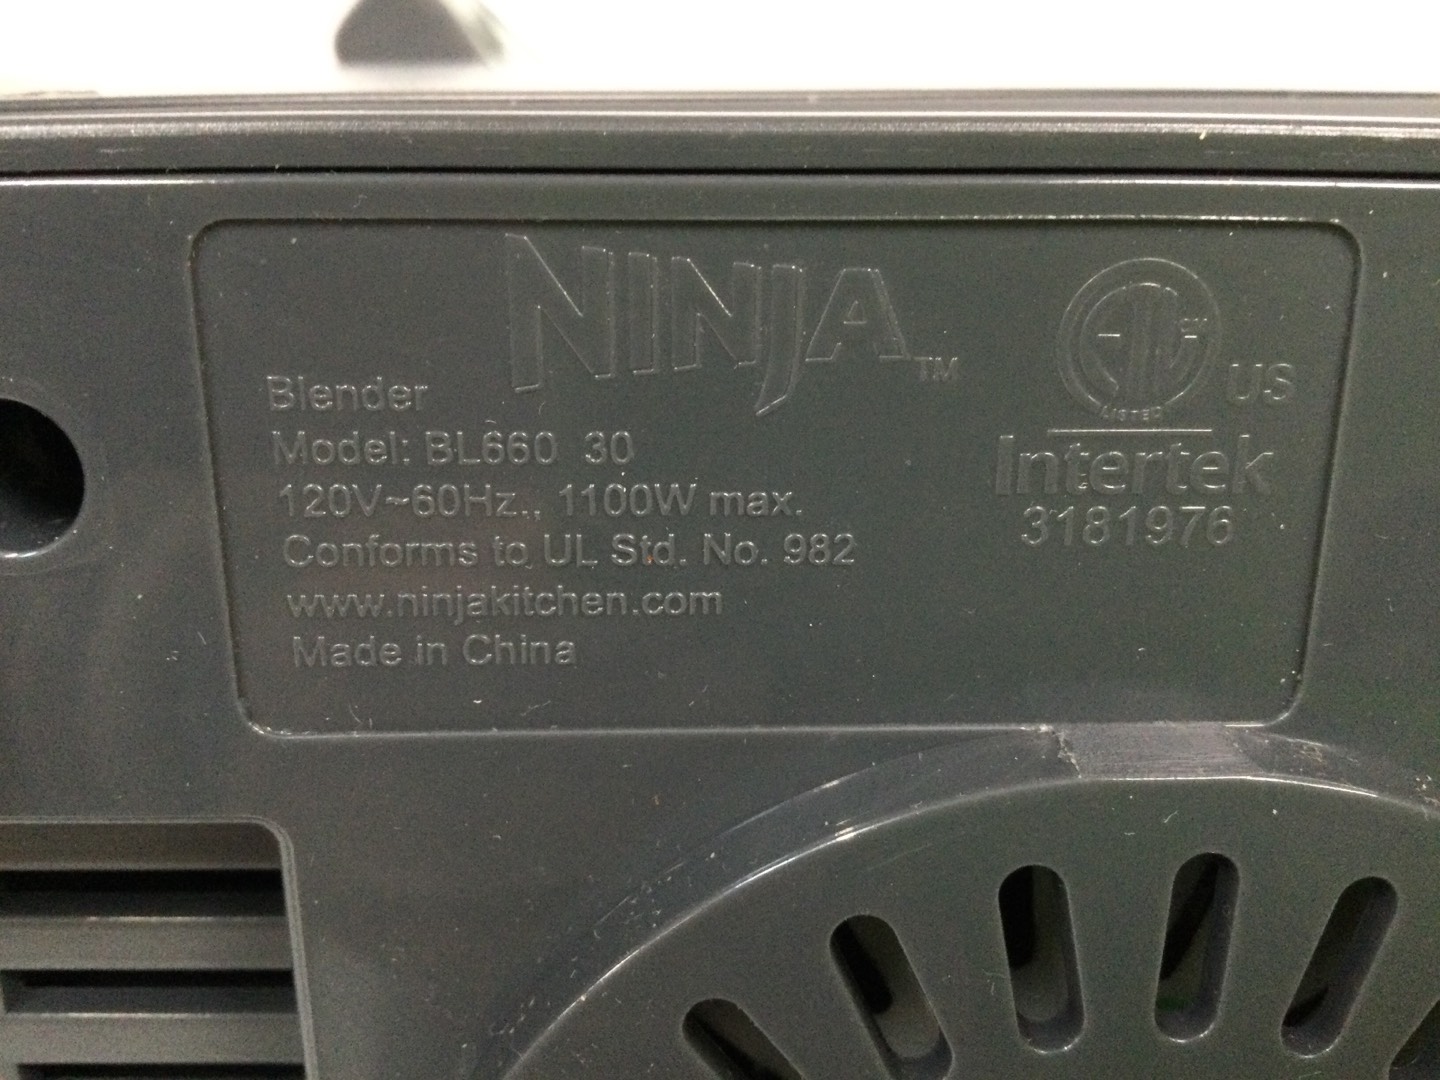 NINJA™
Blender
Model: BL660 30
120V~60Hz., 1100W max.
Conforms to UL Std. No. 982
www.ninjakitchen.com
Made in China
LISTED
US
Intertek
3181976